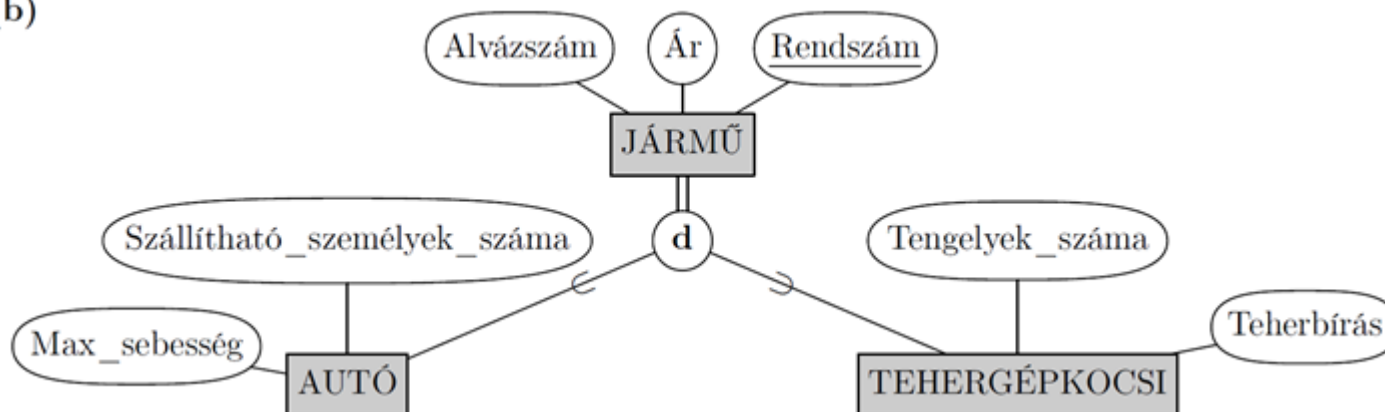 b)
Alvázszám
Ár
Rendszám
JÁRMŰ
Szállítható_személyek_száma
d
Tengelyek_száma
Max_sebesség
Teherbírás
AUTÓ
TEHERGÉPKOCSI